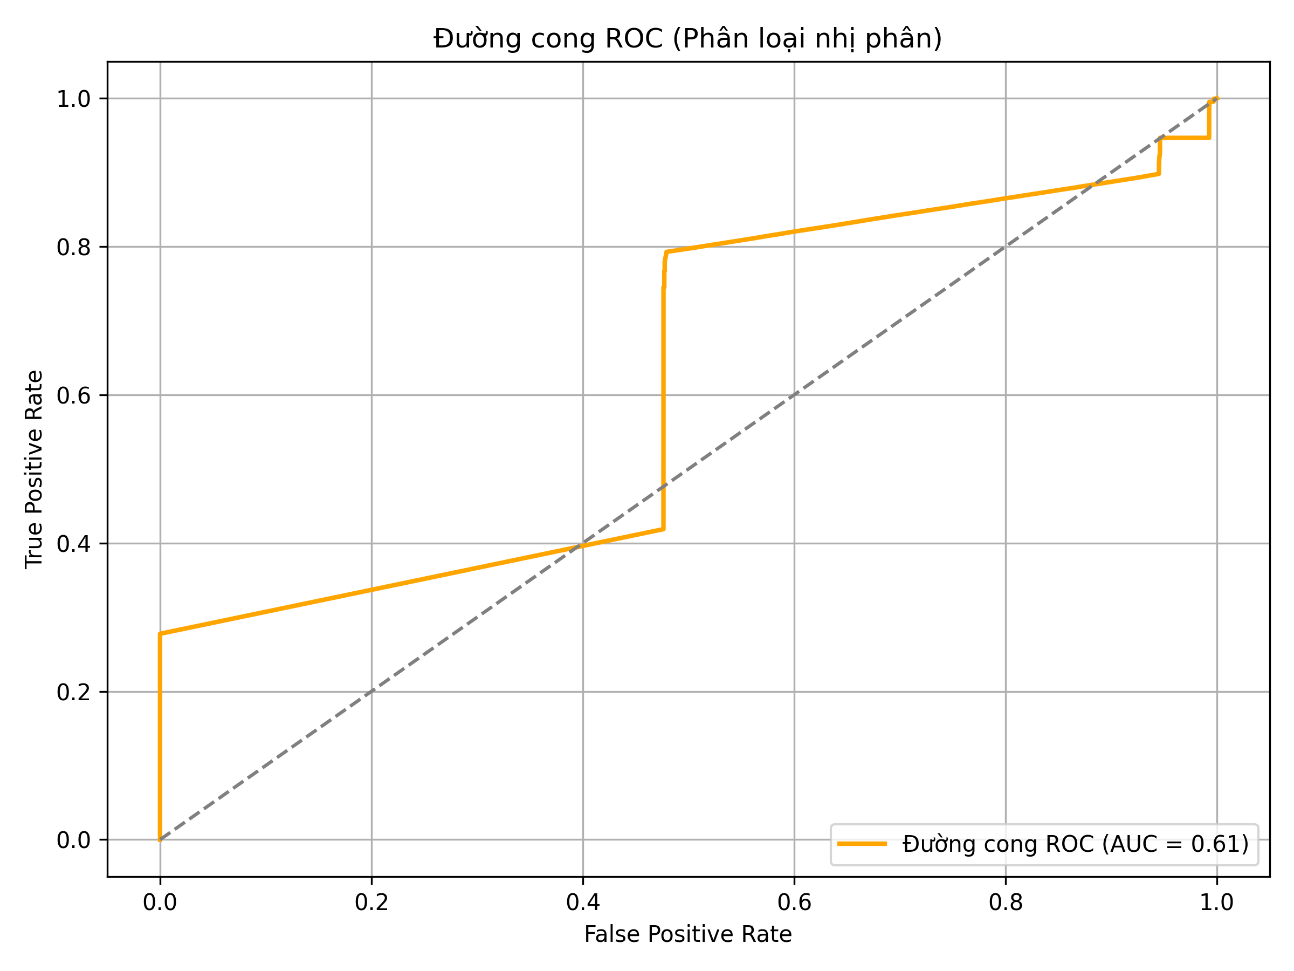 Đường cong ROC (Phân loại nhị phân)
1.0
0.8
0.6
0.4
0.2
0.0
True Positive Rate
Đường cong ROC (AUC = 0.61)
0.0 0.2 0.4 0.6 0.8 1.0
False Positive Rate